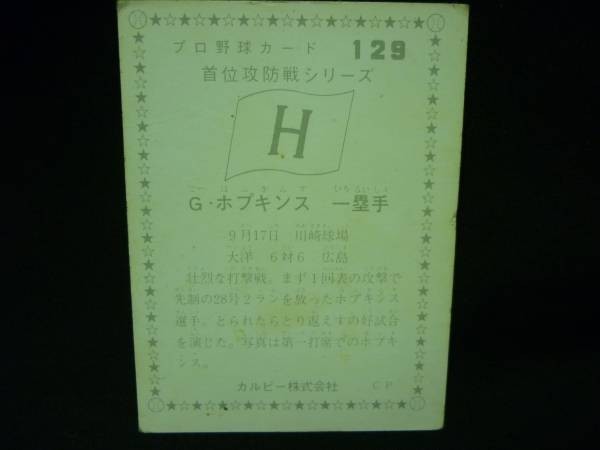 プロ野球カード 129
首位攻防戦シリーズ
H
G・ホプキンス 一塁手
9月17日 川崎球場
大洋 6対6 広島
壮烈な打撃戦。まず1回表の攻撃で
先制の28号2ランを放ったホプキンス
選手。とられたらとり返えすの好試合
を演じた。写真は第一打席でのホプキ
ンス。
カルビー株式会社 CP